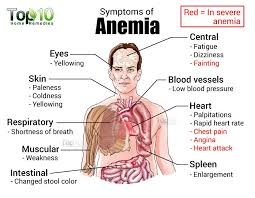 Top10
Home Remedies
Symptoms of
Anemia
Red = In severe
anemia
Eyes
- Yellowing
Skin
- Paleness
- Coldness
- Yellowing
Respiratory
- Shortness of breath
Muscular
- Weakness
Intestinal
- Changed stool color
Central
- Fatigue
- Dizziness
- Fainting
Blood vessels
- Low blood pressure
Heart
- Palpitations
- Rapid heart rate
- Chest pain
- Angina
- Heart attack
Spleen
- Enlargement